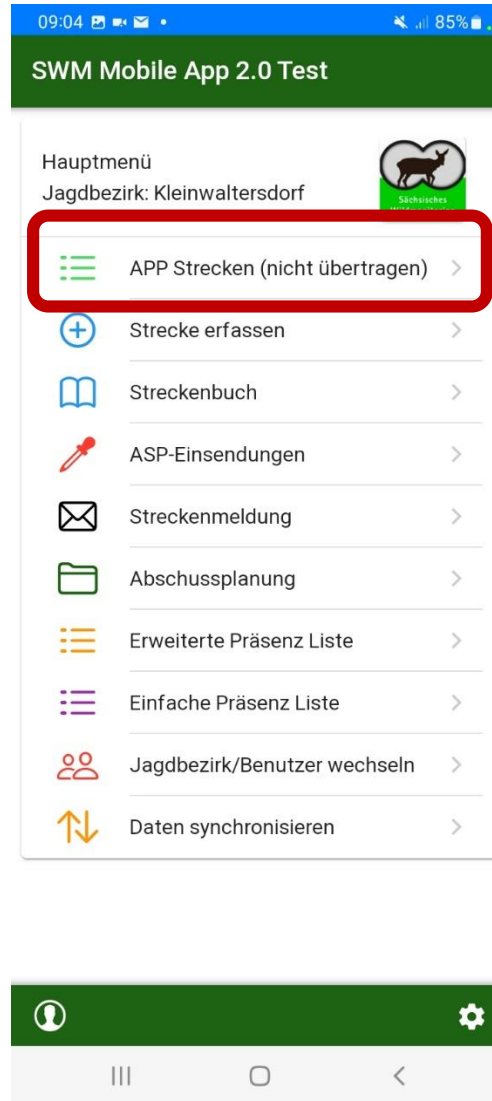 09:04 85%
SWM Mobile App 2.0 Test
Hauptmenü
Jagdbezirk: Kleinwaltersdorf
Sächsisches
APP Strecken (nicht übertragen)
Strecke erfassen
Streckenbuch
ASP-Einsendungen
Streckenmeldung
Abschussplanung
Erweiterte Präsenz Liste
Einfache Präsenz Liste
Jagdbezirk/Benutzer wechseln
Daten synchronisieren